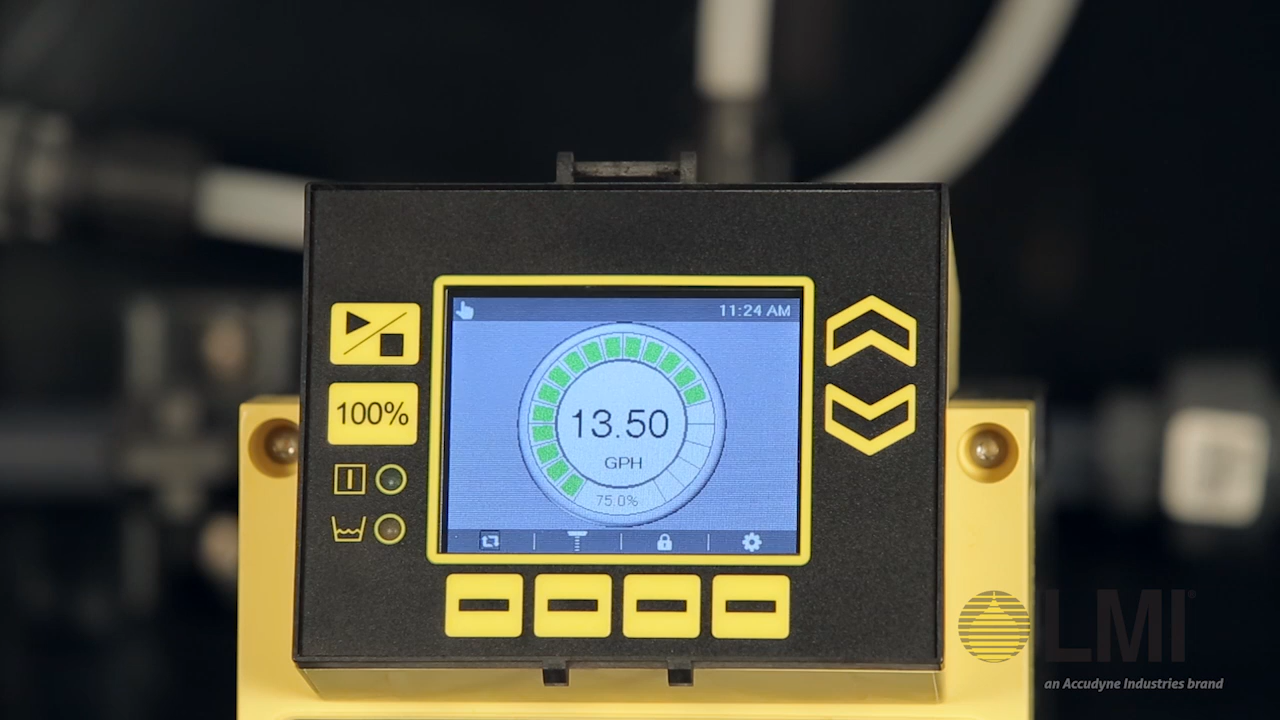 11:24 AM
100%
13.50
GPH
75.0%
LMI
an Accudyne Industries brand